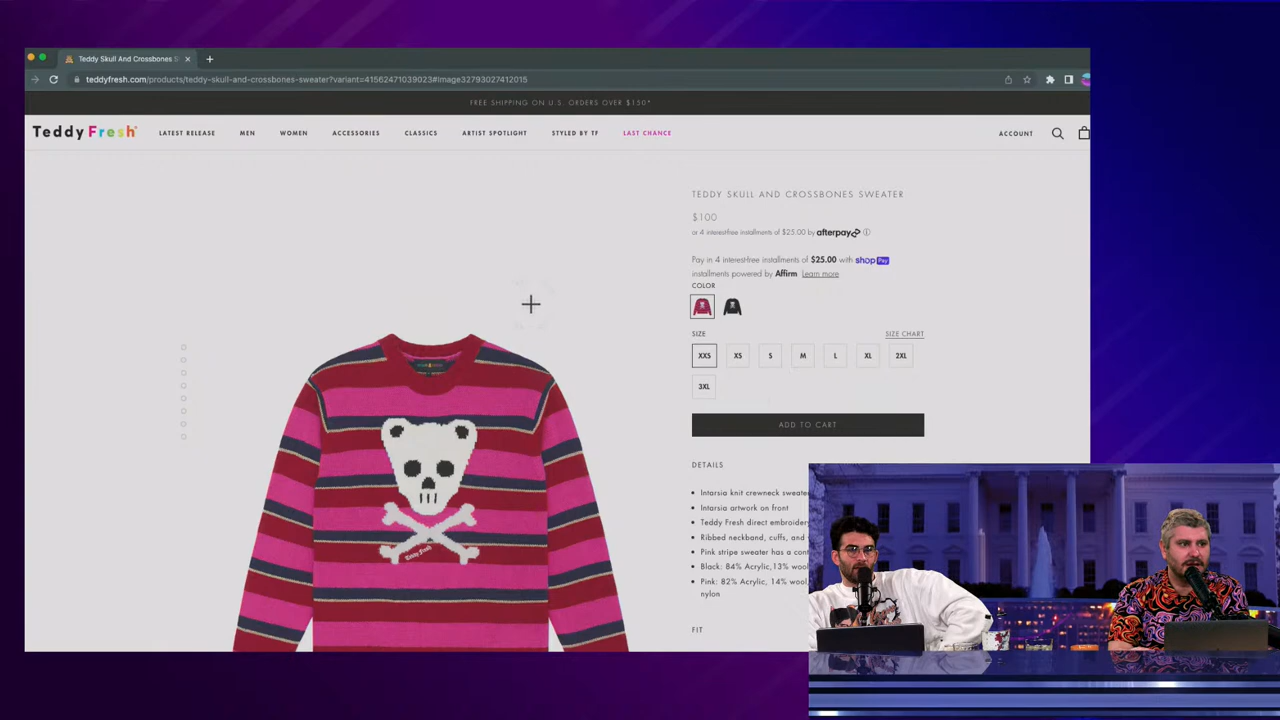 Teddy Skull And Crossbones S
teddyfresh.com/products/teddy-skull-and-crossbones-sweater?variant=41562471039023#Image32793027412015
FREE SHIPPING ON U.S. ORDERS OVER $150*
Teddy Fresh
LATEST RELEASE
MEN
WOMEN
ACCESSORIES
CLASSICS
ARTIST SPOTLIGHT
STYLED BY TF
LAST CHANCE
ACCOUNT
TEDDY SKULL AND CROSSBONES SWEATER
$100
or 4 interest-free installments of $25.00 by afterpay
Pay in 4 interest-free installments of $25.00 with shop Pay
installments powered by Affirm Learn more
COLOR
SIZE
SIZE CHART
XXS
XS
S
M
L
XL
2XL
3XL
ADD TO CART
DETAILS
Intarsia knit crewneck sweate
Intarsia artwork on front
Teddy Fresh direct embroider
Ribbed neckband, cuffs, and
Pink stripe sweater has a cont
Black: 84% Acrylic,13% wool
Pink: 82% Acrylic, 14% wool,
nylon
FIT
Teddy Fresh